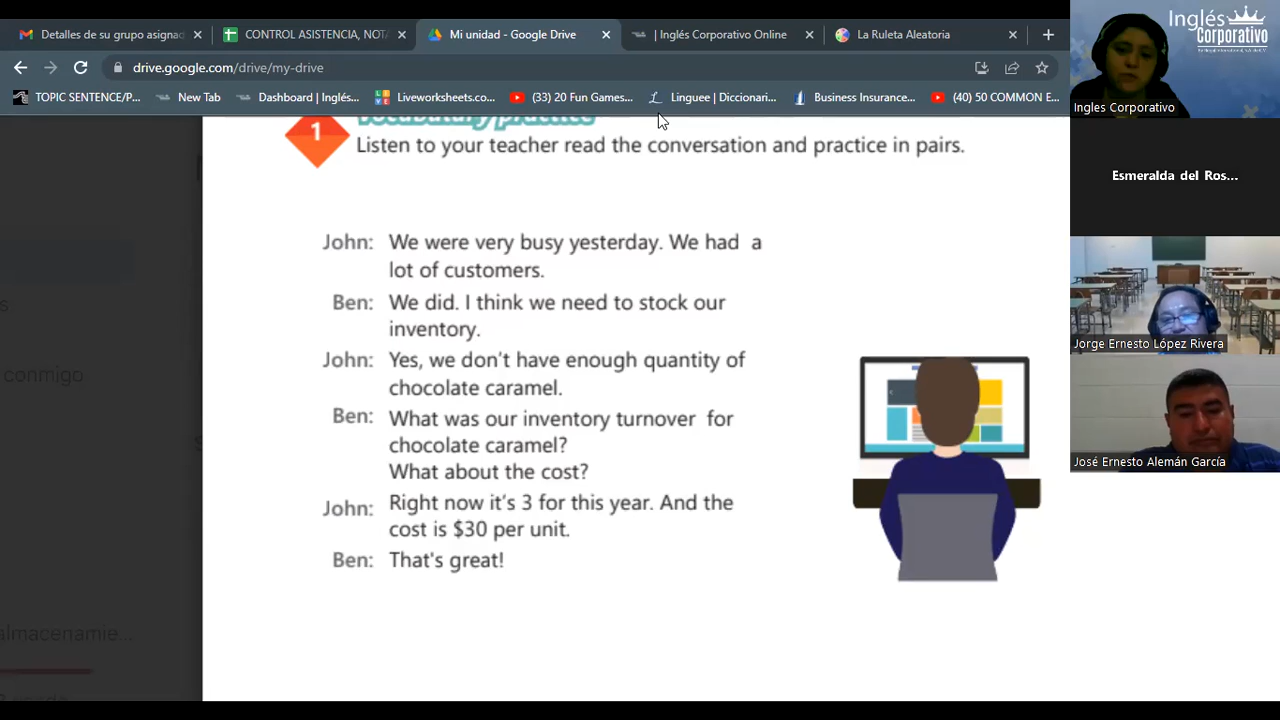 Detalles de su grupo asignac
CONTROL ASISTENCIA, NOTA
Mi unidad - Google Drive
| Inglés Corporativo Online
La Ruleta Aleatoria
drive.google.com/drive/my-drive
TOPIC SENTENCE/P...
New Tab
Dashboard | Inglés...
Liveworksheets.co...
(33) 20 Fun Games...
Linguee | Diccionari...
Business Insurance...
(40) 50 COMMON E...
Inglés
Corporativo
Ingles Corporativo
Esmeralda del Ros...
Jorge Ernesto López Rivera
José Ernesto Alemán García
1
Vocabulary practice
Listen to your teacher read the conversation and practice in pairs.
John: We were very busy yesterday. We had a
lot of customers.
Ben: We did. I think we need to stock our
inventory.
John: Yes, we don't have enough quantity of
chocolate caramel.
Ben: What was our inventory turnover for
chocolate caramel?
What about the cost?
John: Right now it's 3 for this year. And the
cost is $30 per unit.
Ben: That's great!
conmigo
almacenamie...